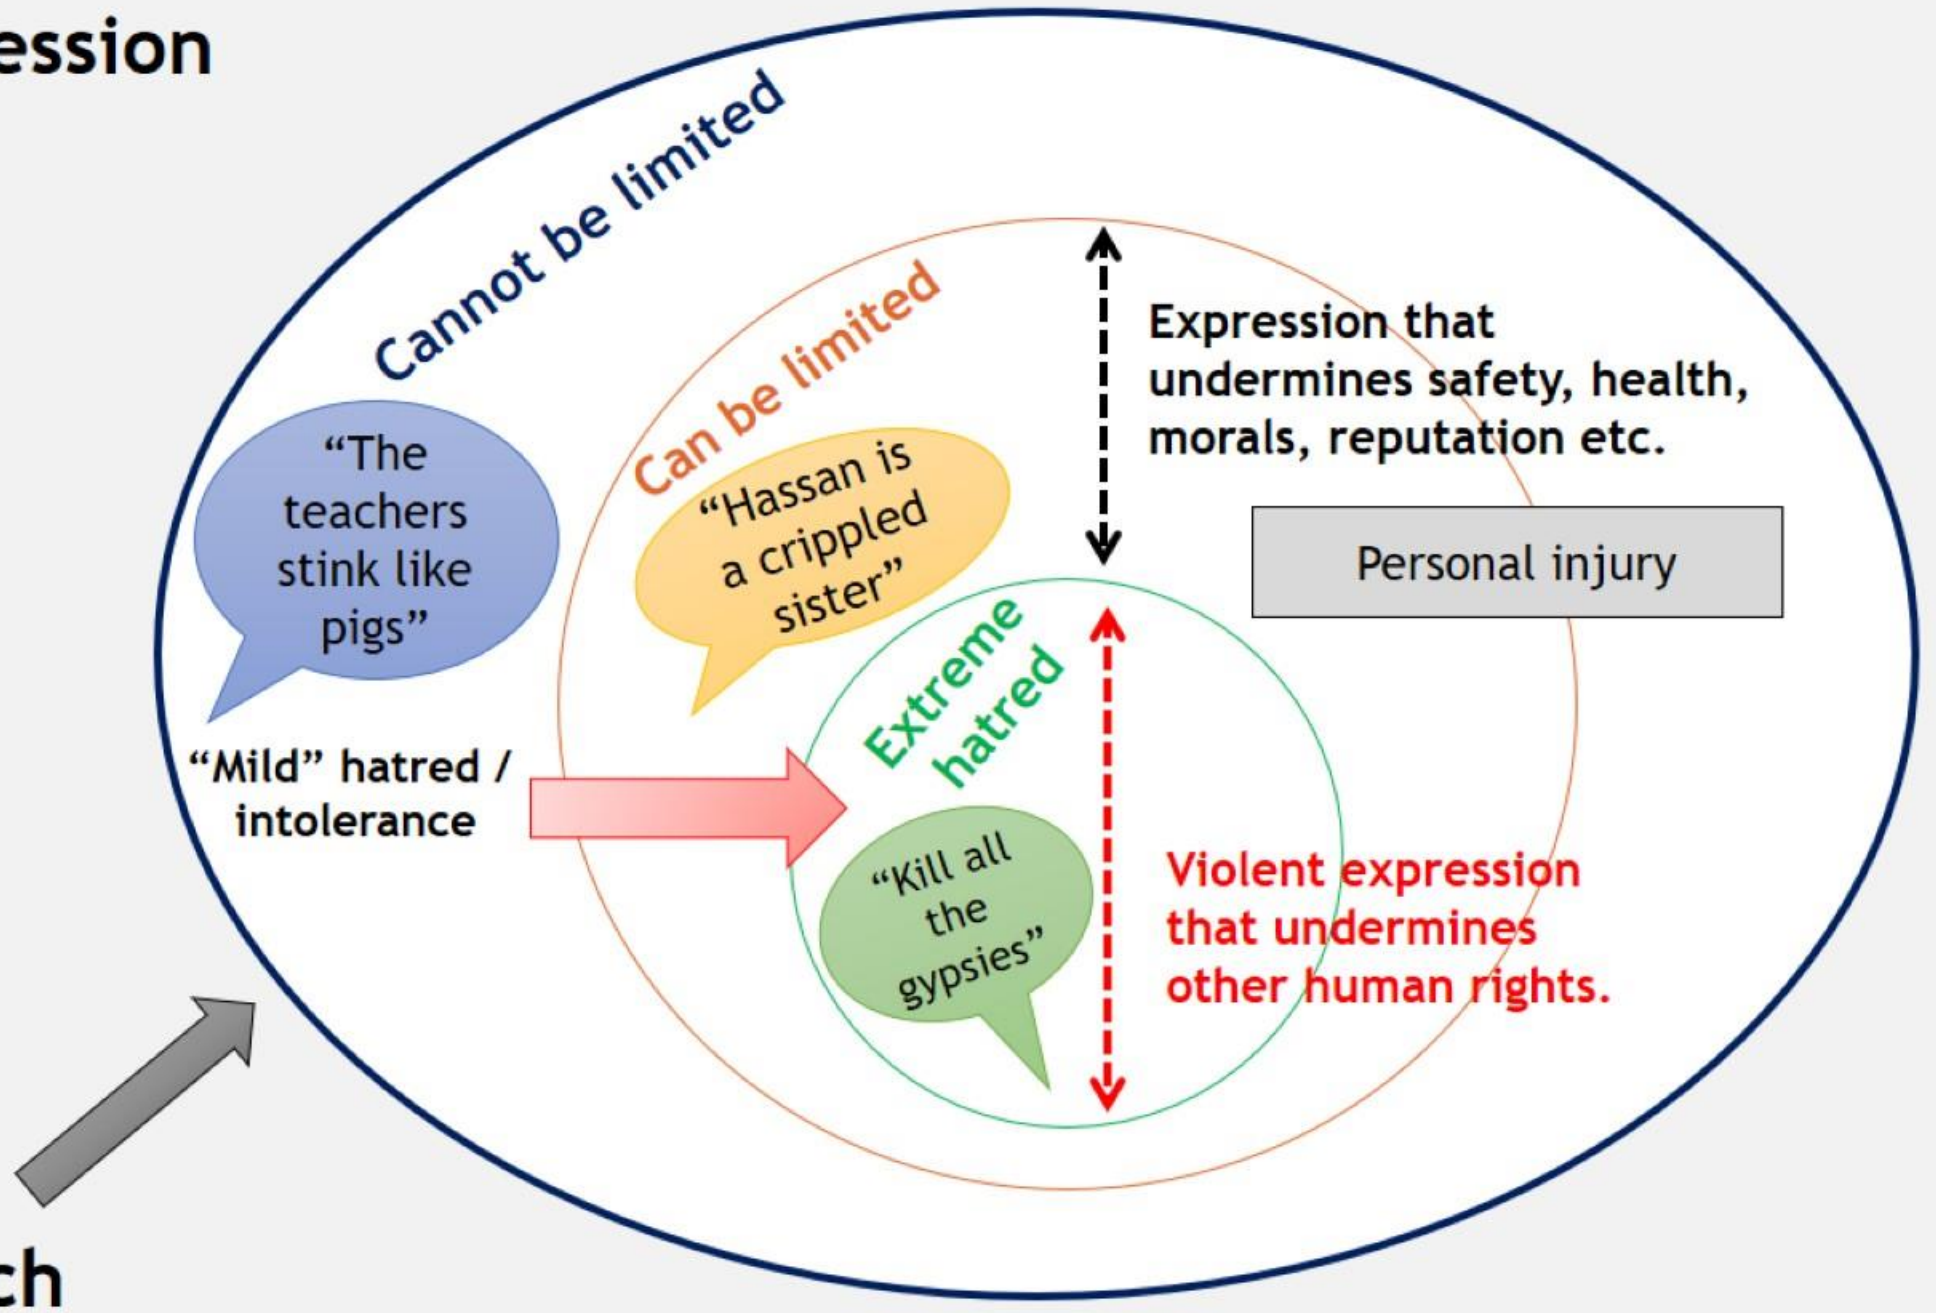 ession
Cannot be limited
Can be limited
Expression that
undermines safety, health,
morals, reputation etc.
“The
teachers
stink like
pigs”
“Hassan is
a crippled
sister”
Personal injury
Extreme
hatred
“Mild” hatred /
intolerance
“Kill all
the
gypsies”
Violent expression
that undermines
other human rights.
ch